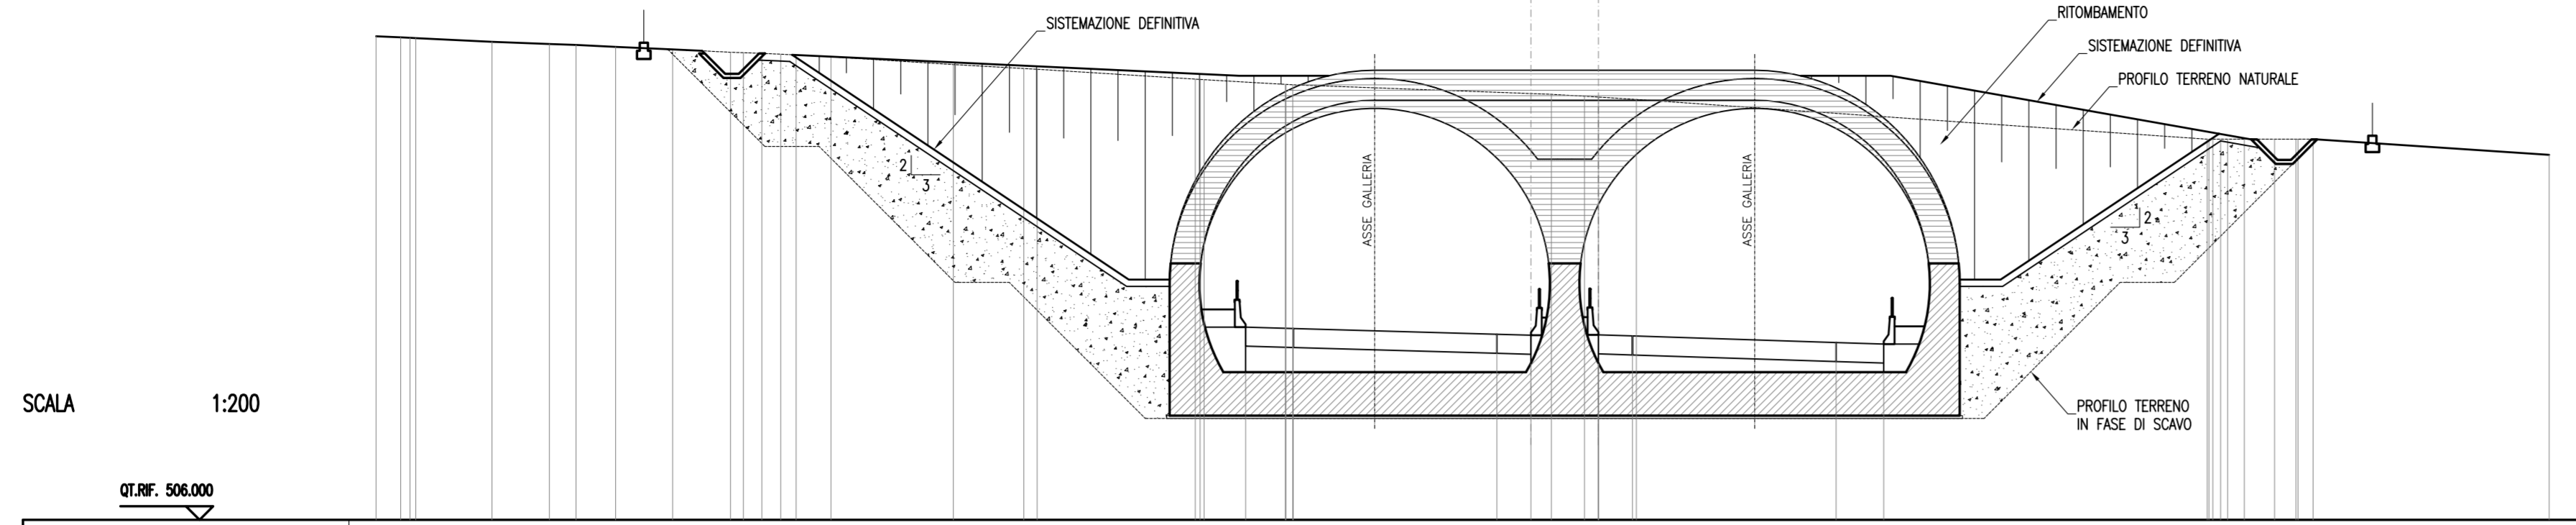 RITOMBAMENTO
SISTEMAZIONE DEFINITIVA
SISTEMAZIONE DEFINITIVA
PROFILO TERRENO NATURALE
2
3
ASSE GALLERIA
ASSE GALLERIA
2
3
SCALA 1:200
PROFILO TERRENO
IN FASE DI SCAVO
QT.RIF. 506.000